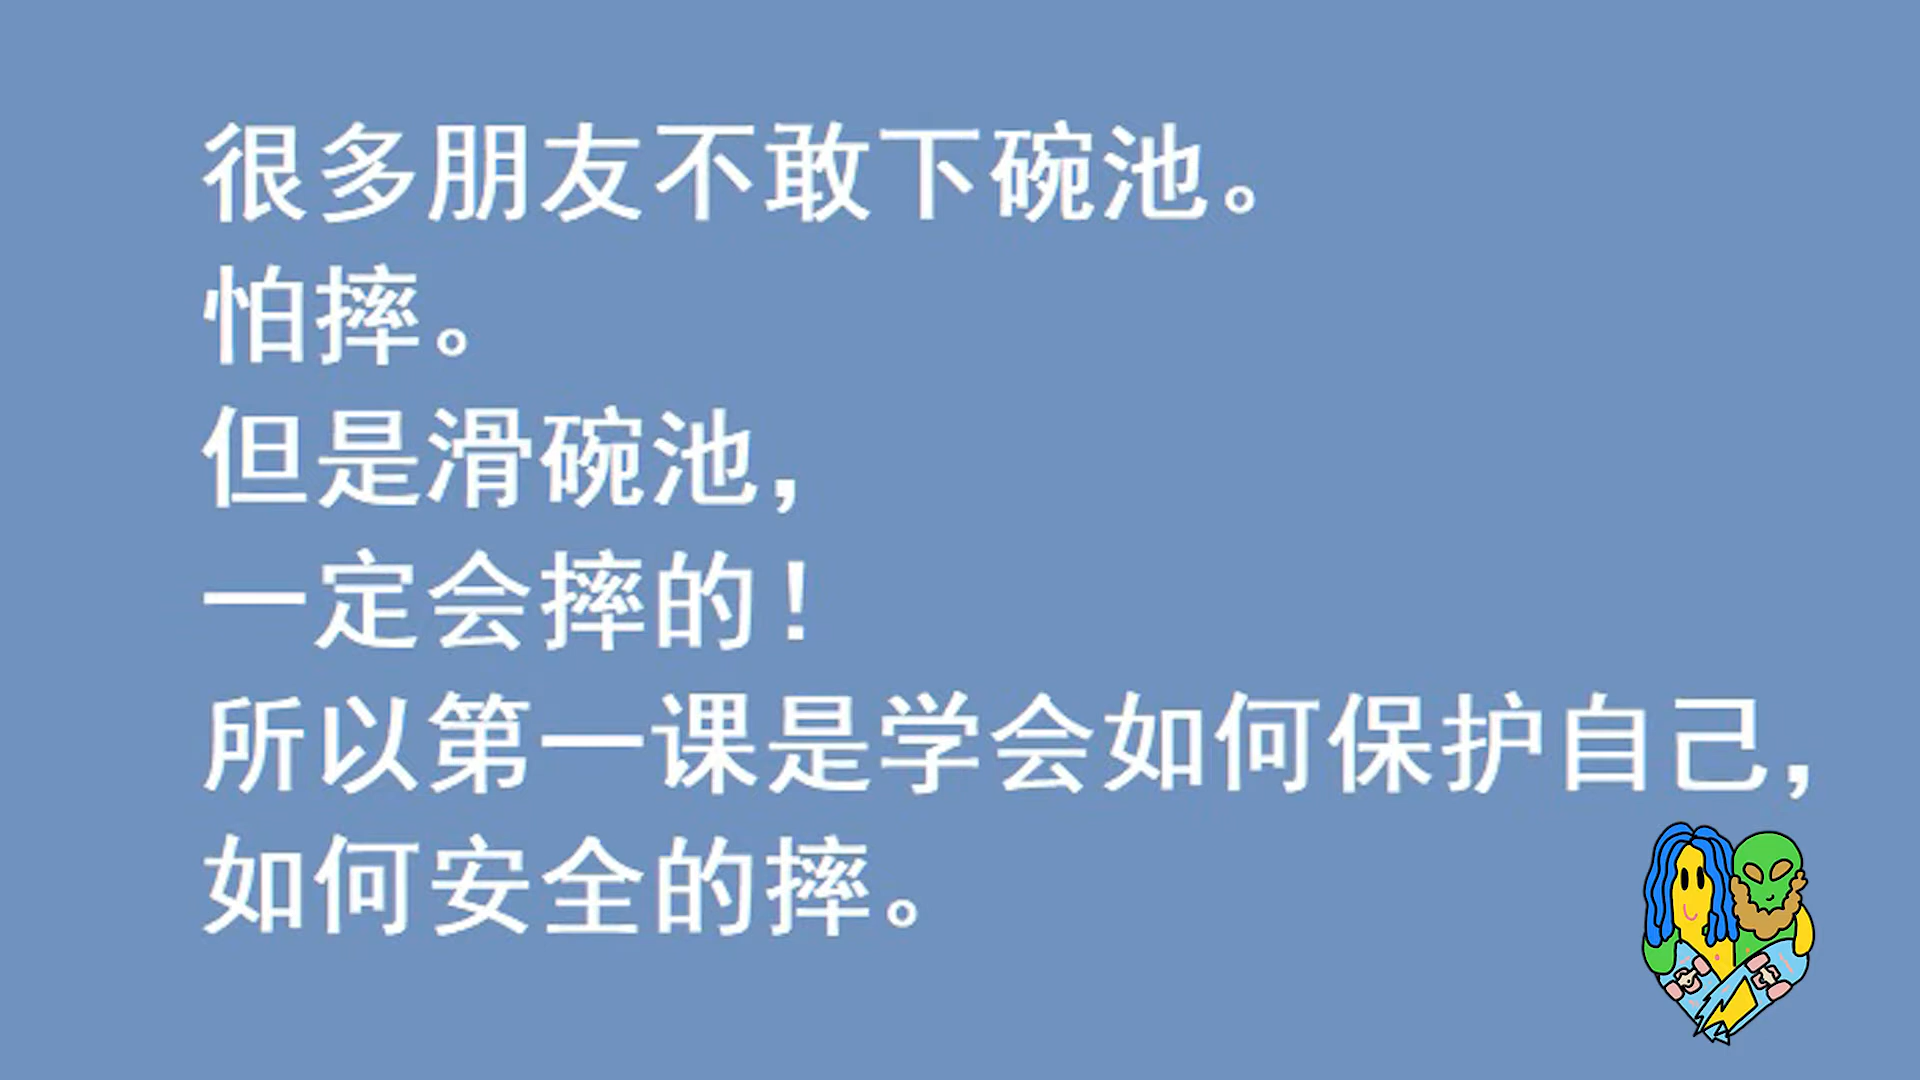 很多朋友不敢下碗池。
怕摔。
但是滑碗池，
一定会摔的！
所以第一课是学会如何保护自己，
如何安全的摔。